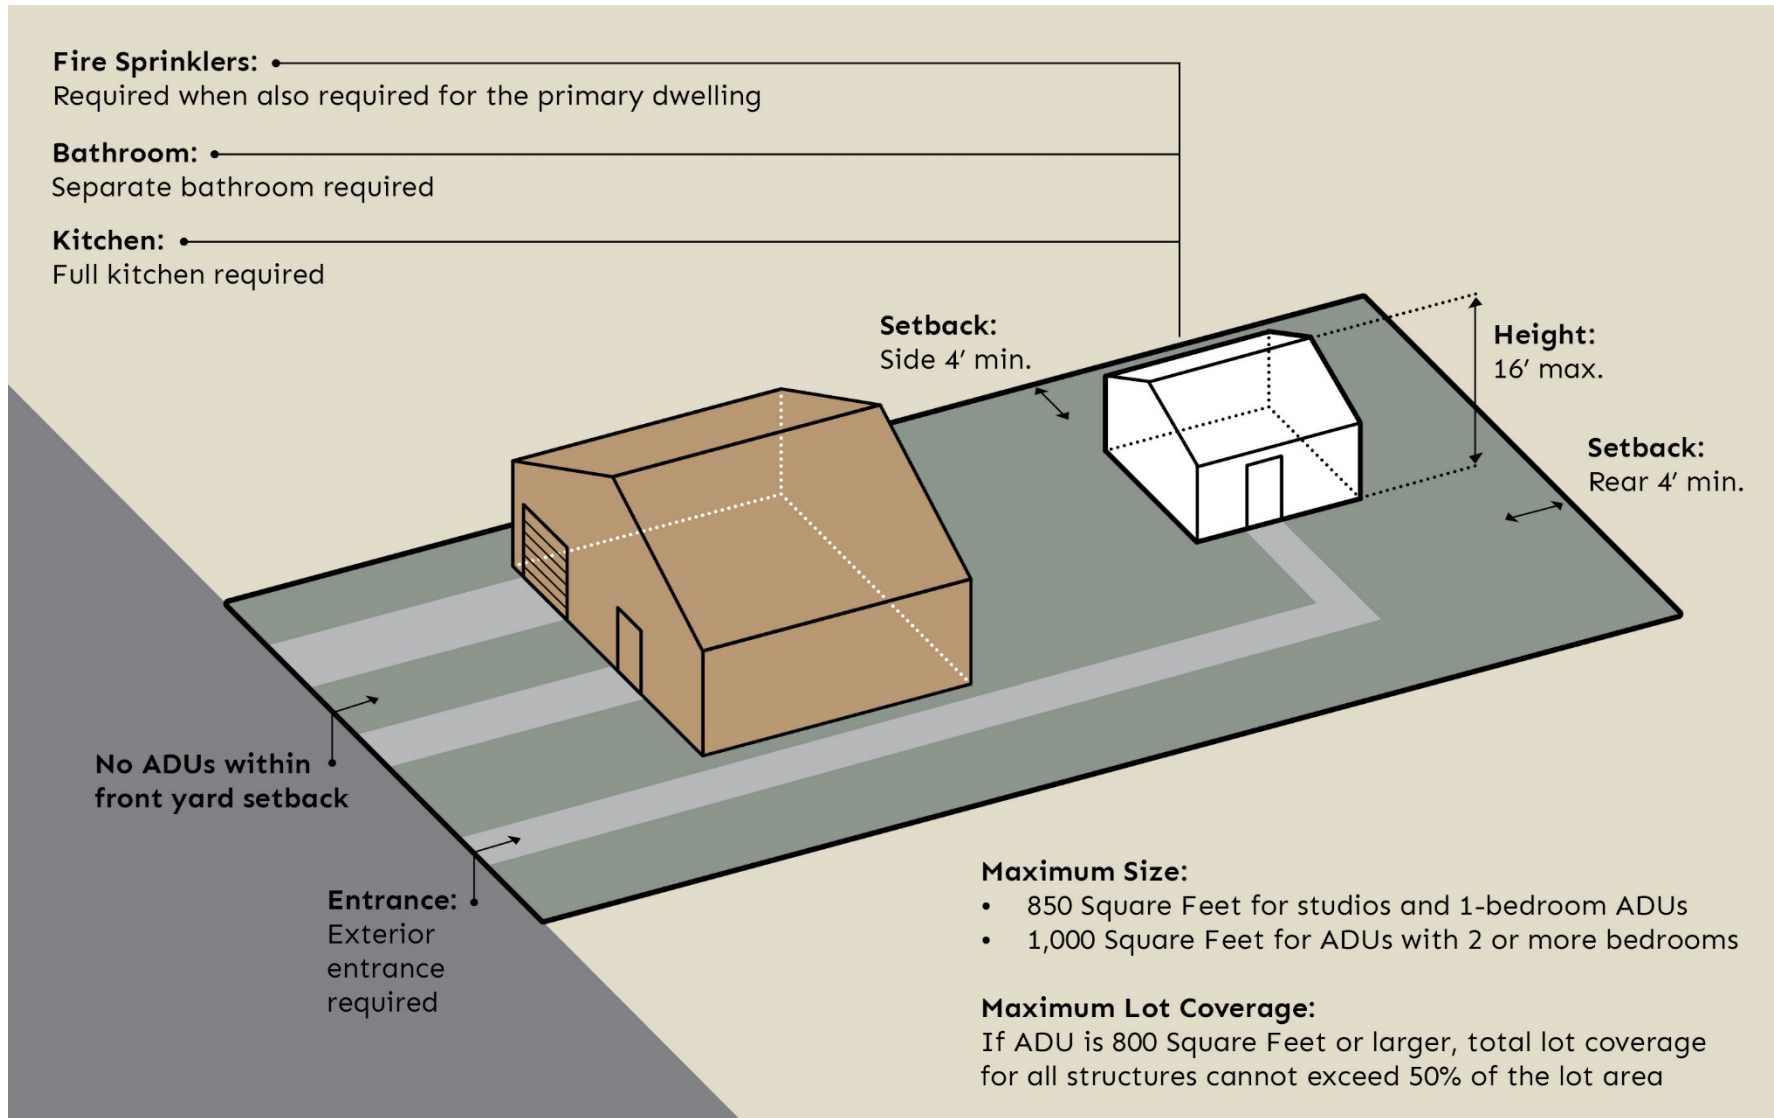 Fire Sprinklers:
Required when also required for the primary dwelling
Bathroom:
Separate bathroom required
Kitchen:
Full kitchen required
Setback:
Side 4’ min.
Height:
16’ max.
Setback:
Rear 4’ min.
No ADUs within
front yard setback
Entrance:
Exterior
entrance
required
Maximum Size:
• 850 Square Feet for studios and 1-bedroom ADUs
• 1,000 Square Feet for ADUs with 2 or more bedrooms
Maximum Lot Coverage:
If ADU is 800 Square Feet or larger, total lot coverage
for all structures cannot exceed 50% of the lot area